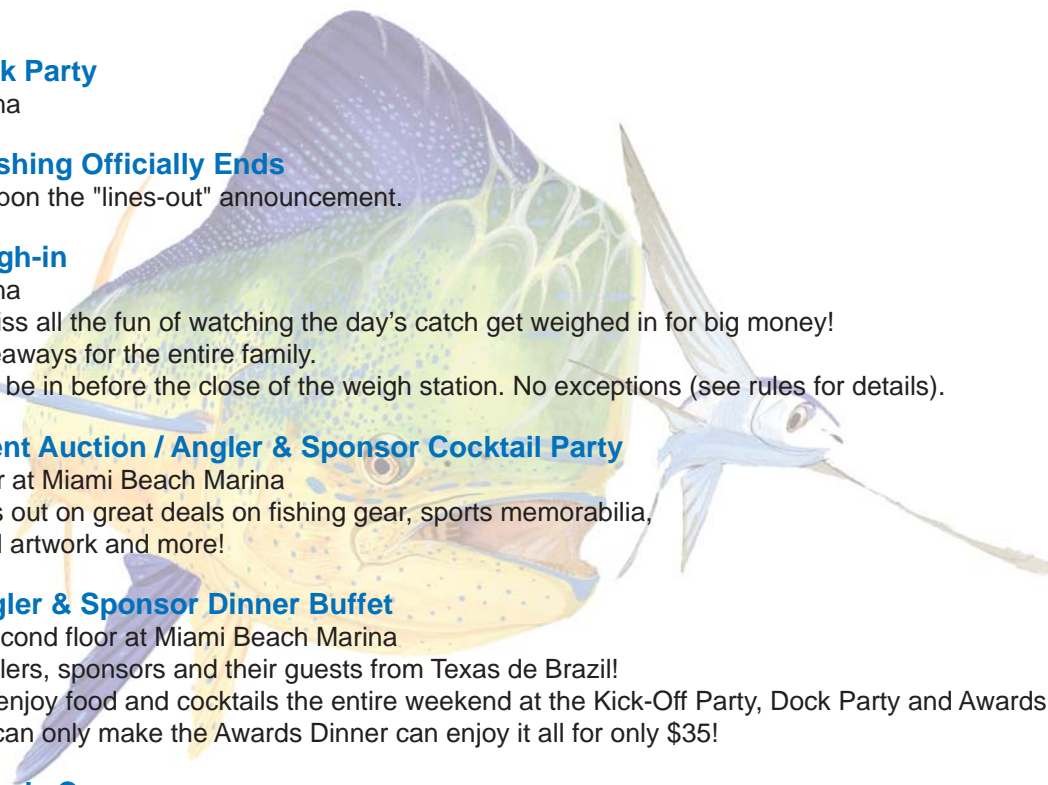 k Party
na
shing Officially Ends
oon the "lines-out" announcement.
gh-in
na
iss all the fun of watching the day's catch get weighed in for big money!
eaways for the entire family.
be in before the close of the weigh station. No exceptions (see rules for details).
ent Auction / Angler & Sponsor Cocktail Party
r at Miami Beach Marina
s out on great deals on fishing gear, sports memorabilia,
l artwork and more!
gler & Sponsor Dinner Buffet
cond floor at Miami Beach Marina
lers, sponsors and their guests from Texas de Brazil!
enjoy food and cocktails the entire weekend at the Kick-Off Party, Dock Party and Awards
can only make the Awards Dinner can enjoy it all for only $35!